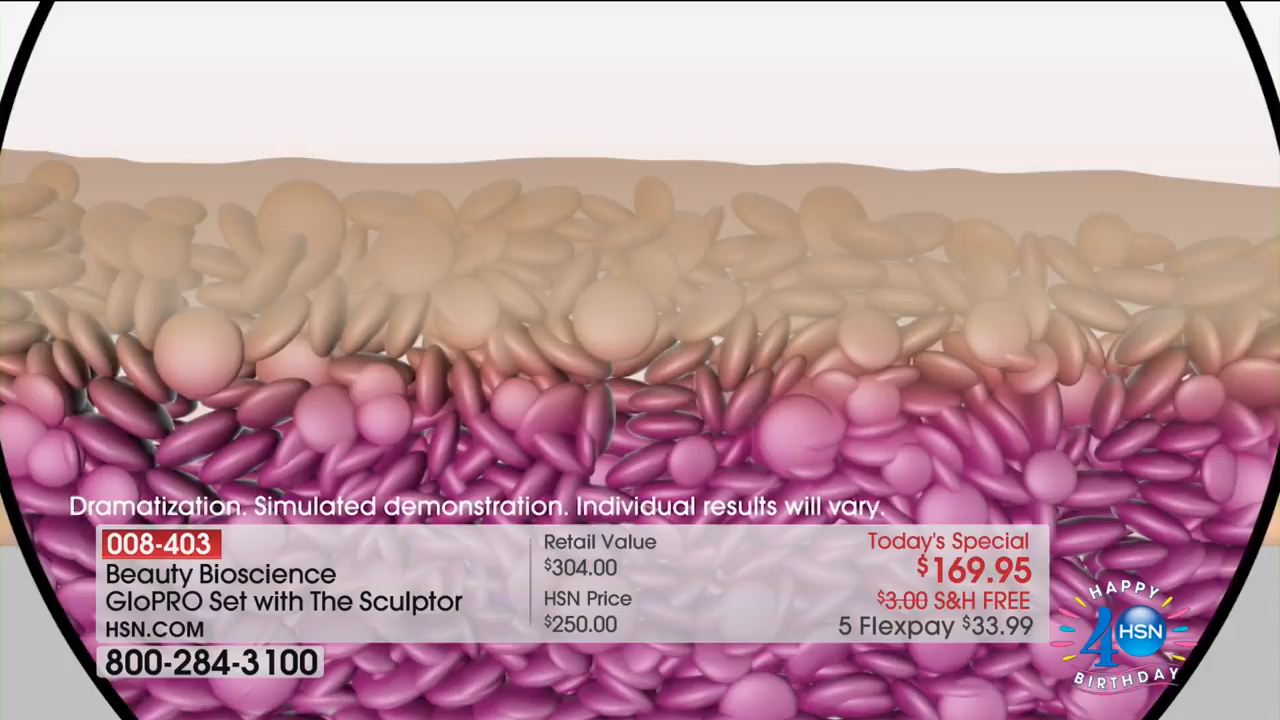 Dramatization. Simulated demonstration. Individual results will vary.
008-403
Beauty Bioscience
GloPRO Set with The Sculptor
HSN.COM
800-284-3100
Retail Value
$304.00
HSN Price
$250.00
Today's Special
$169.95
$3.00 S&H FREE
5 Flexpay $33.99
HAPPY
40 HSN
BIRTHDAY